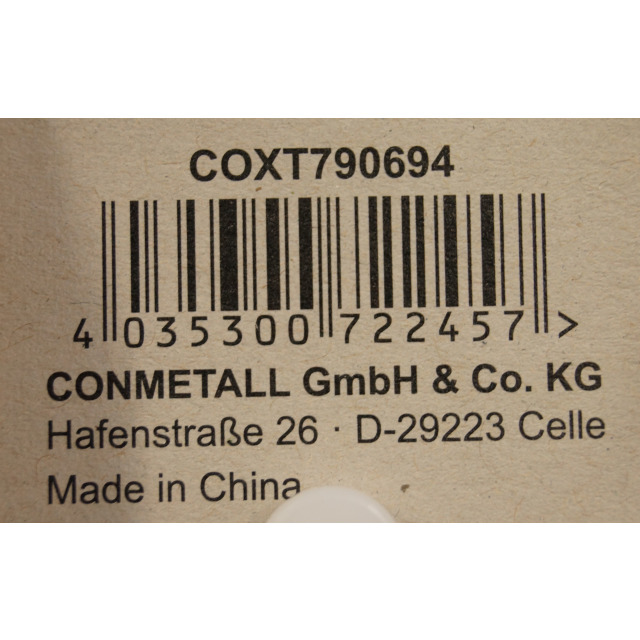 COXT790694
4 035300 722457 >
CONMETALL GmbH & Co. KG
Hafenstraße 26 · D-29223 Celle
Made in China